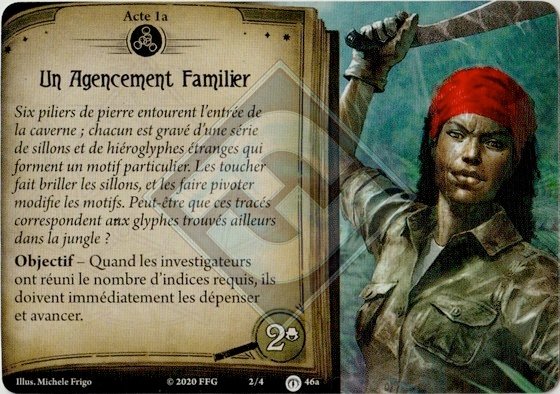 Acte 1a
Un Agencement Familier
Six piliers de pierre entourent l'entrée de
la caverne ; chacun est gravé d'une série
de sillons et de hiéroglyphes étranges qui
forment un motif particulier. Les toucher
fait briller les sillons, et les faire pivoter
modifie les motifs. Peut-être que ces tracés
correspondent aux glyphes trouvés ailleurs
dans la jungle ?
Objectif – Quand les investigateurs
ont réuni le nombre d'indices requis, ils
doivent immédiatement les dépenser
et avancer.
2
Illus. Michele Frigo © 2020 FFG 2/4 46a